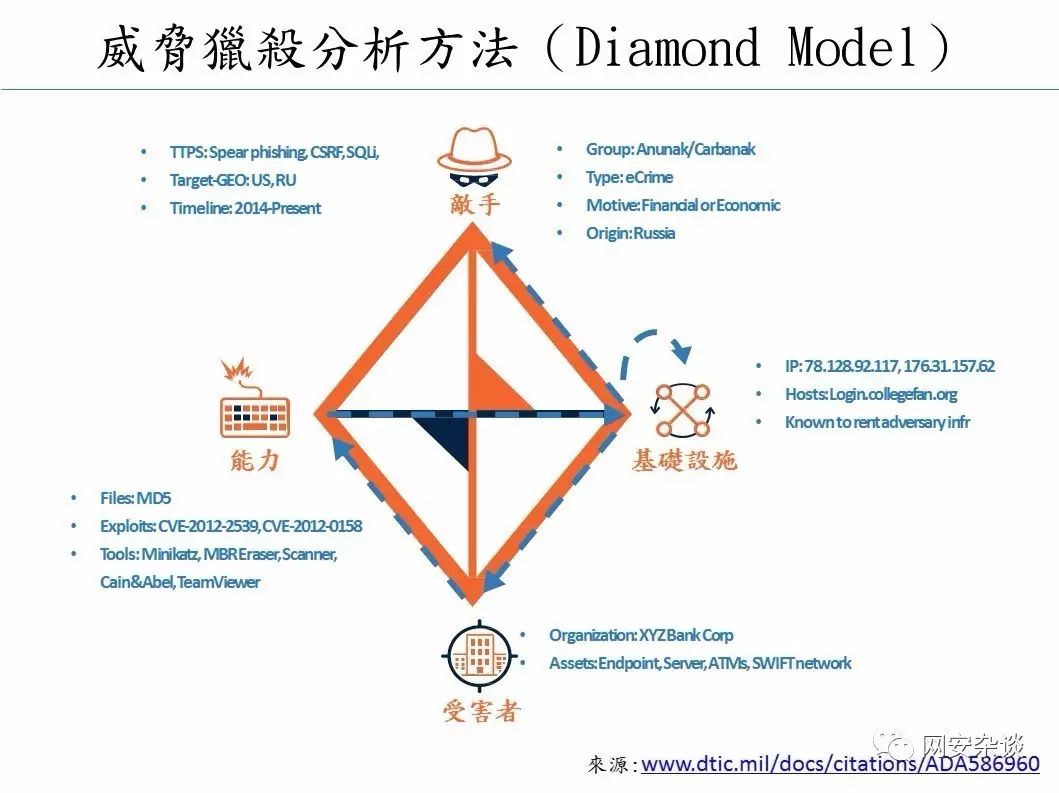 威脅獵殺分析方法（Diamond Model）
• TTPS: Spear phishing, CSRF, SQLi,
• Target-GEO: US, RU
• Timeline: 2014-Present
敵手
• Group: Anunak/Carbanak
• Type: eCrime
• Motive: Financial or Economic
• Origin: Russia
能力
• Files: MD5
• Exploits: CVE-2012-2539, CVE-2012-0158
• Tools: Minikatz, MBR Eraser, Scanner,
Cain&Abel, TeamViewer
基礎設施
• IP: 78.128.92.117, 176.31.157.62
• Hosts: Login.collegefan.org
• Known to rent adversary infr
受害者
• Organization: XYZ Bank Corp
• Assets: Endpoint, Server, ATMs, SWIFT network
网安杂谈
來源: www.dtic.mil/docs/citations/ADA586960